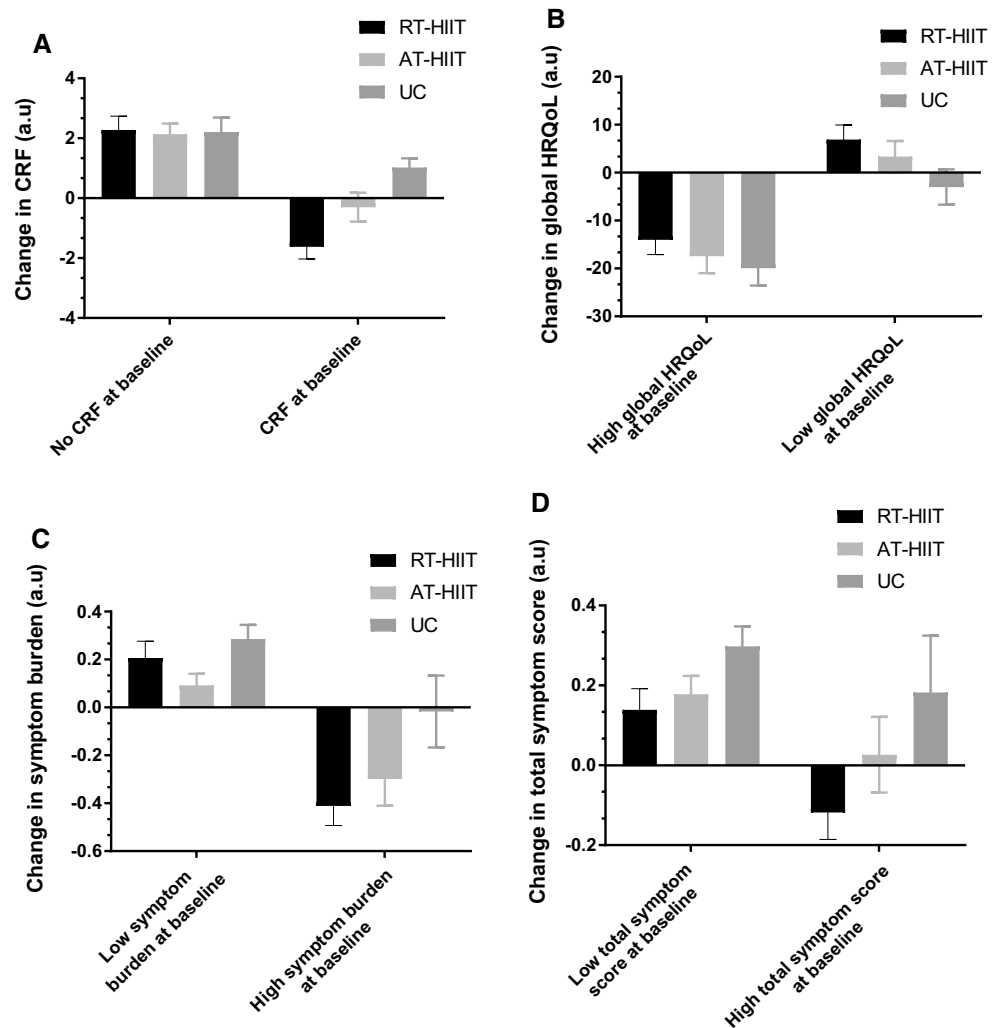 A
RT-HIIT
AT-HIIT
UC
Change in CRF (a.u)
4
2
0
-2
-4
No CRF at baseline
CRF at baseline
B
RT-HIIT
AT-HIIT
UC
Change in global HRQoL (a.u)
20
10
0
-10
-20
-30
High global HRQoL
at baseline
Low global HRQoL
at baseline
C
RT-HIIT
AT-HIIT
UC
Change in symptom burden (a.u)
0.4
0.2
0.0
-0.2
-0.4
-0.6
Low symptom
burden at baseline
High symptom burden
at baseline
D
RT-HIIT
AT-HIIT
UC
Change in total symptom score (a.u)
0.4
0.2
0.0
-0.2
Low total symptom
score at baseline
High total symptom score
at baseline